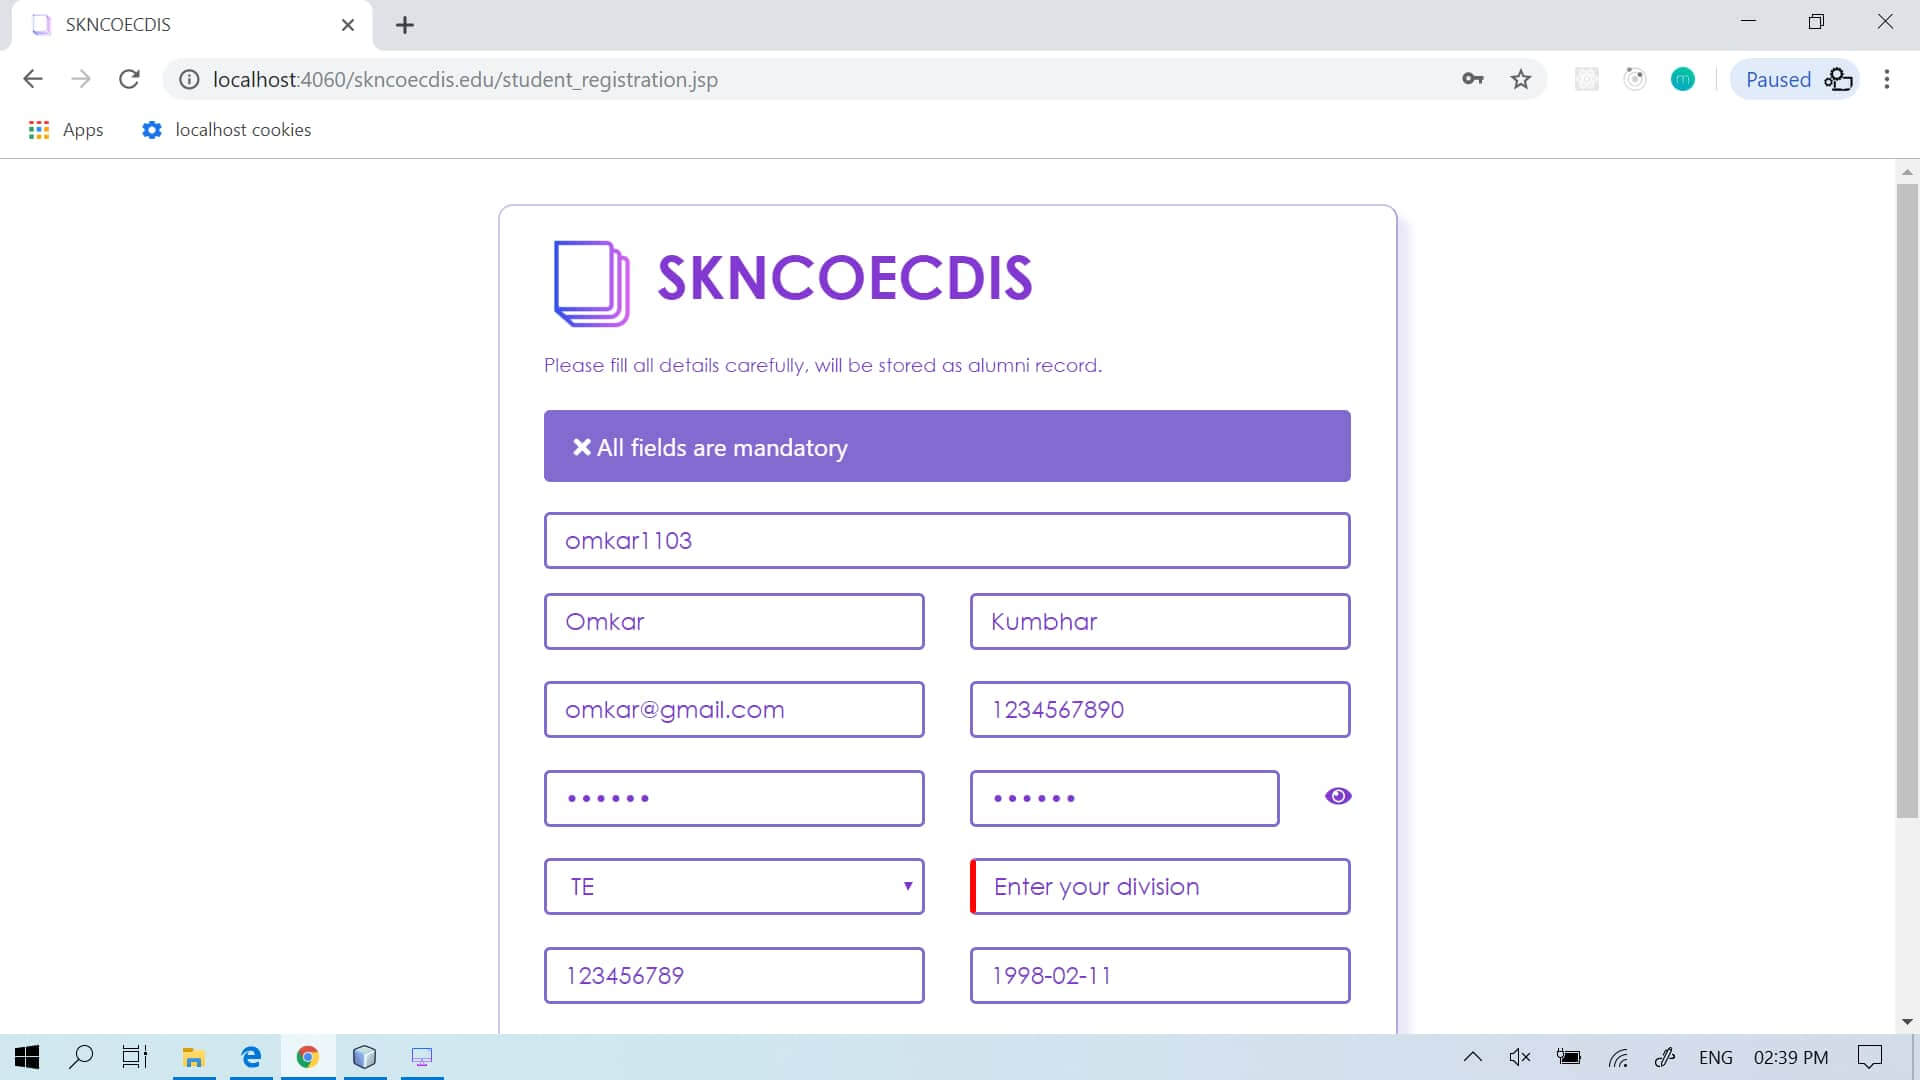 SKNCOECDIS
localhost:4060/skncoecdis.edu/student_registration.jsp
m
Paused
Apps
localhost cookies
SKNCOECDIS
Please fill all details carefully, will be stored as alumni record.
All fields are mandatory
omkar1103
Omkar
Kumbhar
omkar@gmail.com
1234567890
TE
Enter your division
123456789
1998-02-11
ENG
02:39 PM